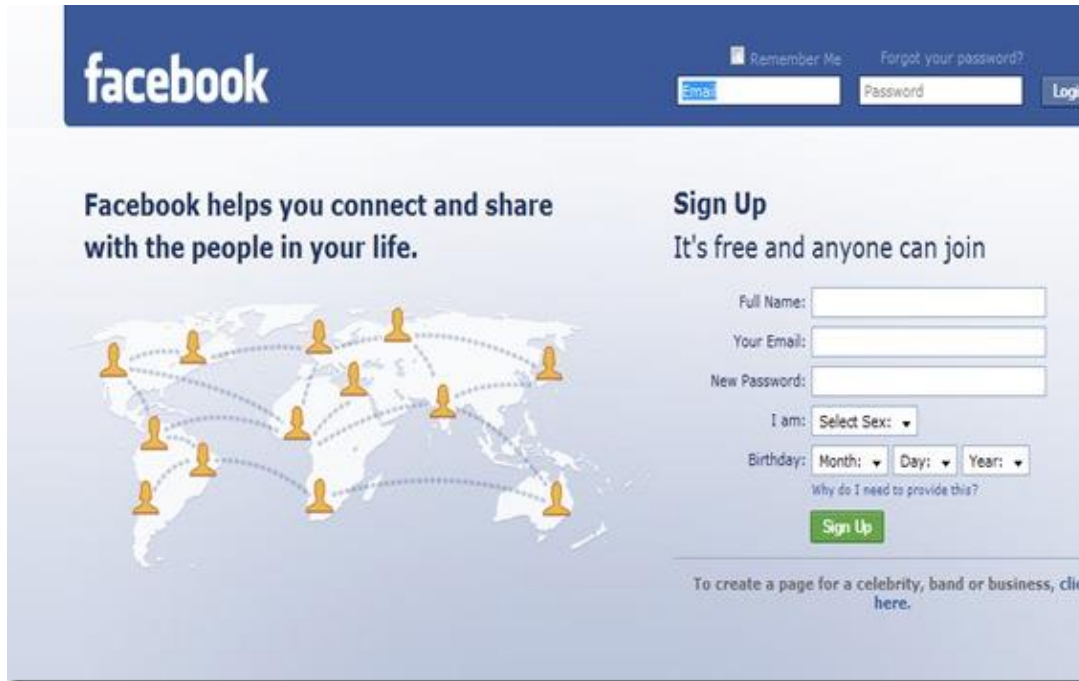 facebook
Remember Me Forgot your password?
Email Password Logi
Facebook helps you connect and share
with the people in your life.
Sign Up
It's free and anyone can join
Full Name:
Your Email:
New Password:
I am: Select Sex:
Birthday: Month: Day: Year:
Why do I need to provide this?
Sign Up
To create a page for a celebrity, band or business, clic
here.